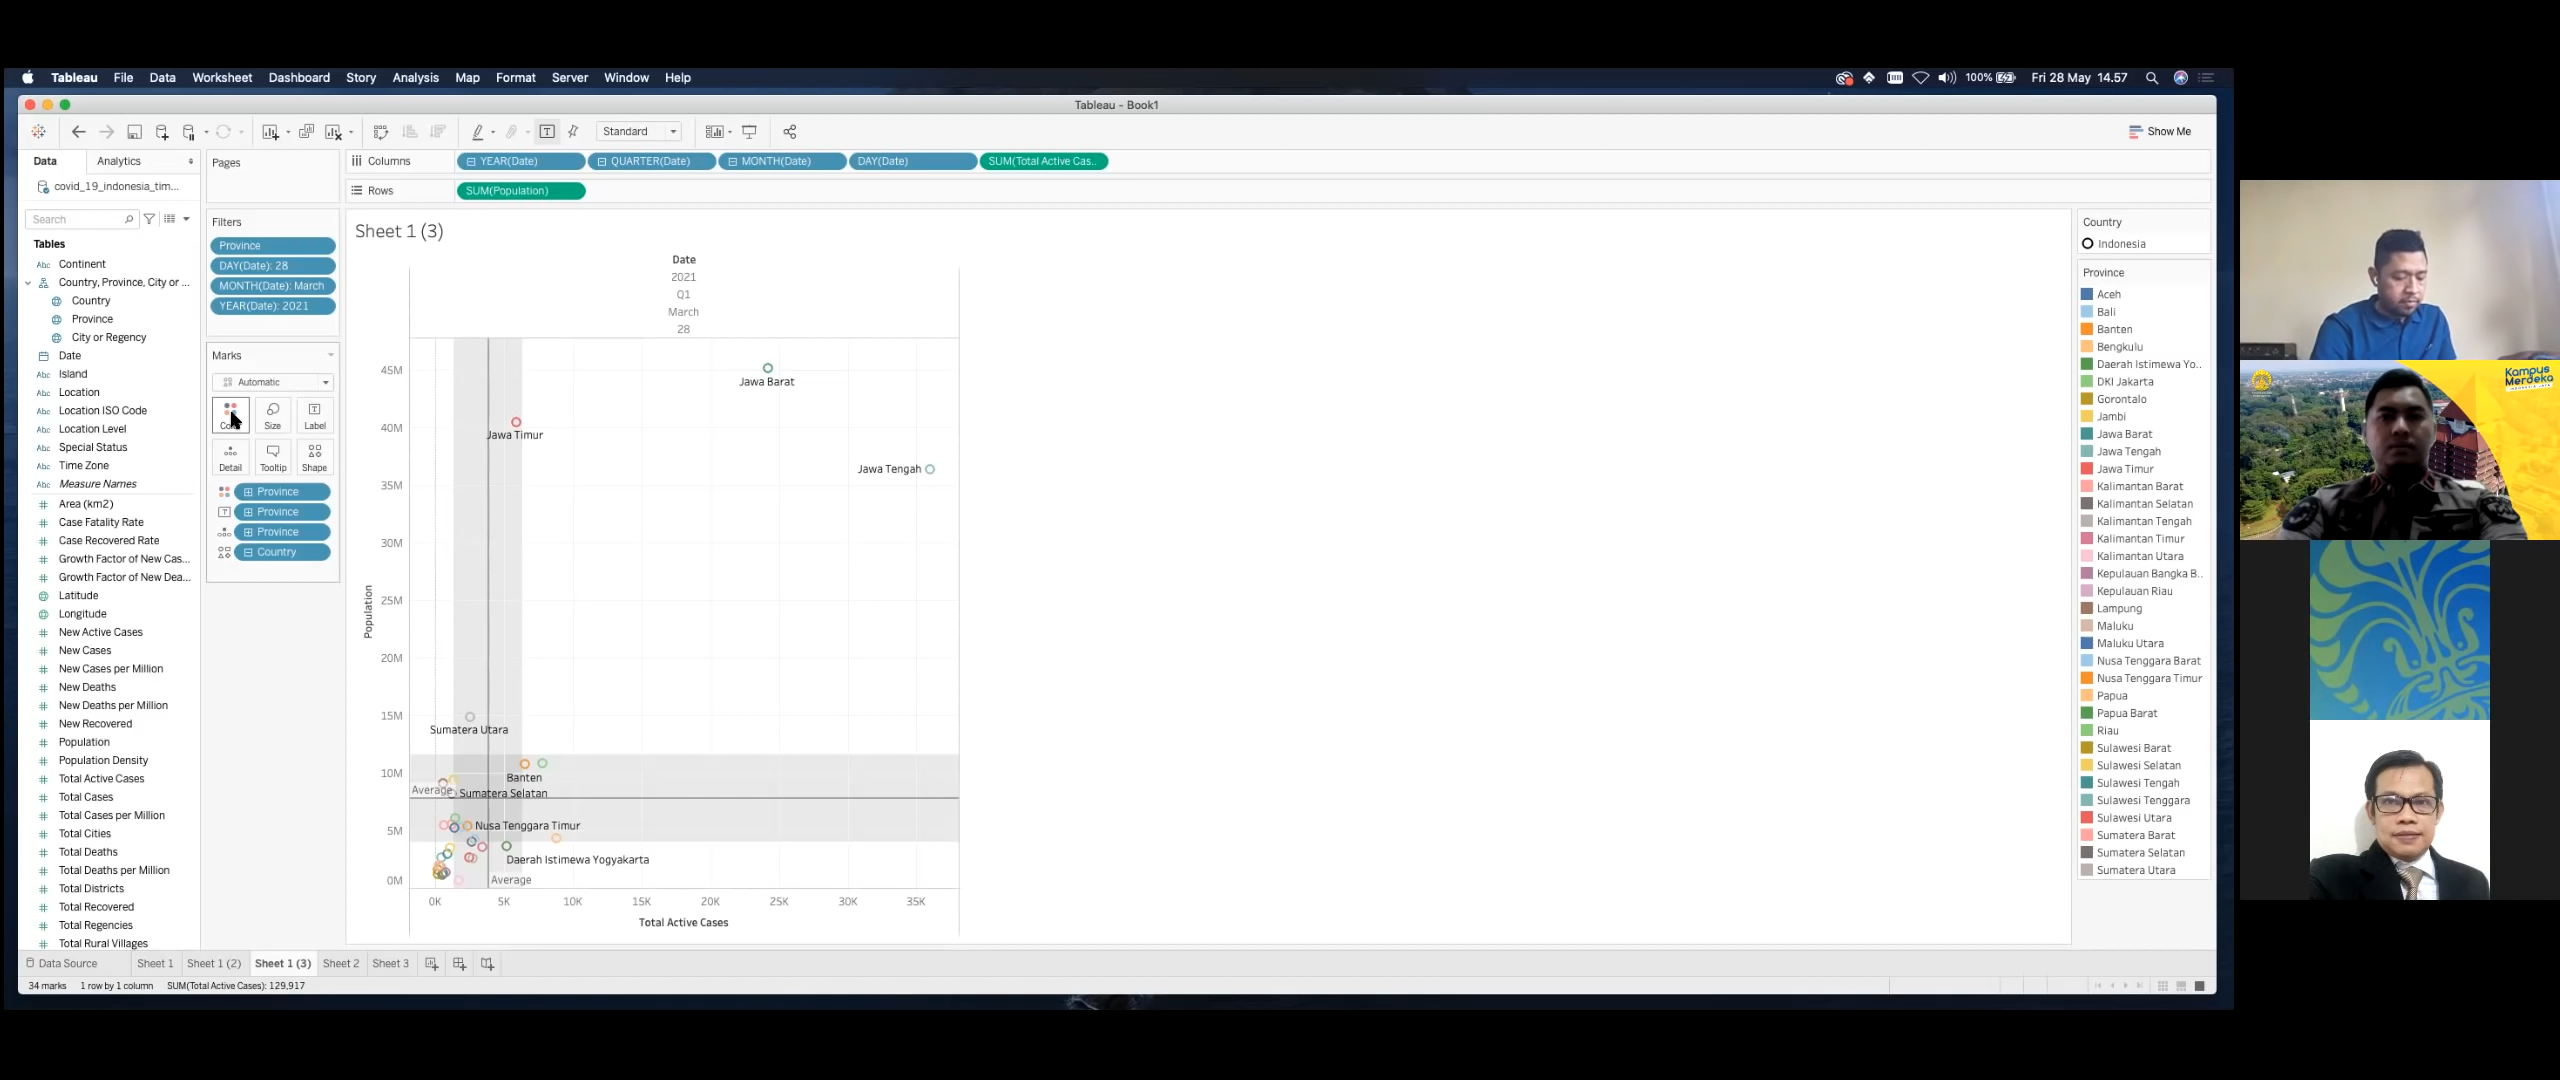 Tableau File Data Worksheet Dashboard Story Analysis Map Format Server Window Help
100% Fri 28 May 14.57
Tableau - Book1
Standard
Show Me
Data Analytics
covid_19_indonesia_tim...
Search
Tables
Abc Continent
Country, Province, City or ...
Country
Province
City or Regency
Date
Abc Island
Abc Location
Abc Location ISO Code
Abc Location Level
Abc Special Status
Abc Time Zone
Abc Measure Names
Area (km2)
Case Fatality Rate
Case Recovered Rate
Growth Factor of New Cas...
Growth Factor of New Dea...
Latitude
Longitude
New Active Cases
New Cases
New Cases per Million
New Deaths
New Deaths per Million
New Recovered
Population
Population Density
Total Active Cases
Total Cases
Total Cases per Million
Total Cities
Total Deaths
Total Deaths per Million
Total Districts
Total Recovered
Total Regencies
Total Rural Villages
Pages
Filters
Province
DAY(Date): 28
MONTH(Date): March
YEAR(Date): 2021
Marks
Automatic
Size Label
Detail Tooltip Shape
Province
Province
Province
Country
Columns YEAR(Date) QUARTER(Date) MONTH(Date) DAY(Date) SUM(Total Active Cas..
Rows SUM(Population)
Sheet 1 (3)
Date
2021
Q1
March
28
Population
45M
40M
35M
30M
25M
20M
15M
10M
5M
0M
Jawa Barat
Jawa Timur
Jawa Tengah
Sumatera Utara
Banten
Average
Sumatera Selatan
Nusa Tenggara Timur
Daerah Istimewa Yogyakarta
Average
0K 5K 10K 15K 20K 25K 30K 35K
Total Active Cases
Country
Indonesia
Province
Aceh
Bali
Banten
Bengkulu
Daerah Istimewa Yo..
DKI Jakarta
Gorontalo
Jambi
Jawa Barat
Jawa Tengah
Jawa Timur
Kalimantan Barat
Kalimantan Selatan
Kalimantan Tengah
Kalimantan Timur
Kalimantan Utara
Kepulauan Bangka B..
Kepulauan Riau
Lampung
Maluku
Maluku Utara
Nusa Tenggara Barat
Nusa Tenggara Timur
Papua
Papua Barat
Riau
Sulawesi Barat
Sulawesi Selatan
Sulawesi Tengah
Sulawesi Tenggara
Sulawesi Utara
Sumatera Barat
Sumatera Selatan
Sumatera Utara
Data Source Sheet 1 Sheet 1 (2) Sheet 1 (3) Sheet 2 Sheet 3
34 marks 1 row by 1 column SUM(Total Active Cases): 129,917
Kampus
Merdeka